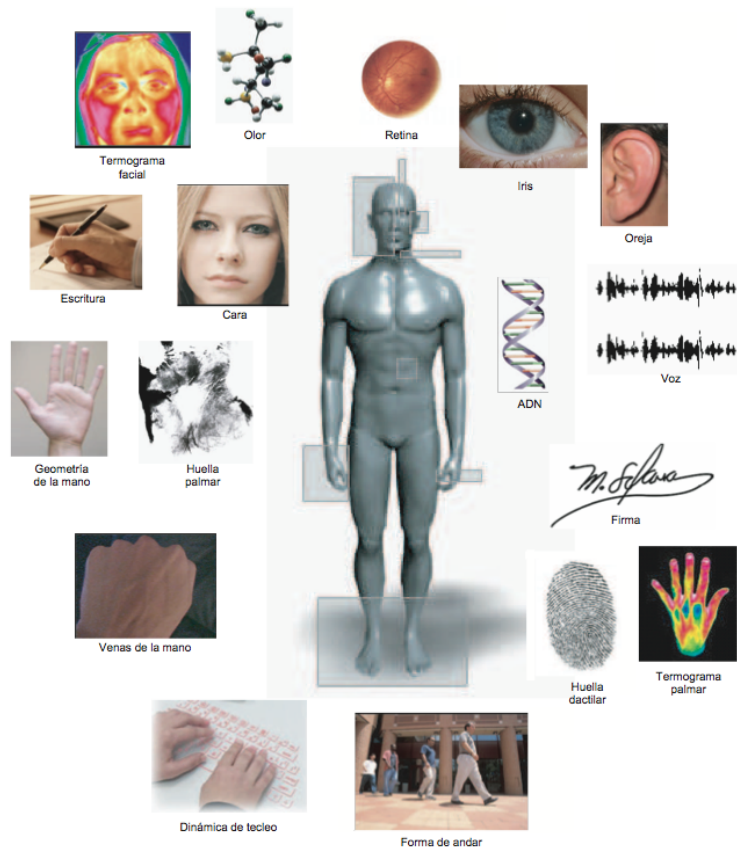 Olor
Retina
Termograma
facial
Iris
Oreja
Escritura
Cara
Voz
ADN
Geometría
de la mano
Huella
palmar
Firma
Venas de la mano
Huella
dactilar
Termograma
palmar
Dinámica de tecleo
Forma de andar